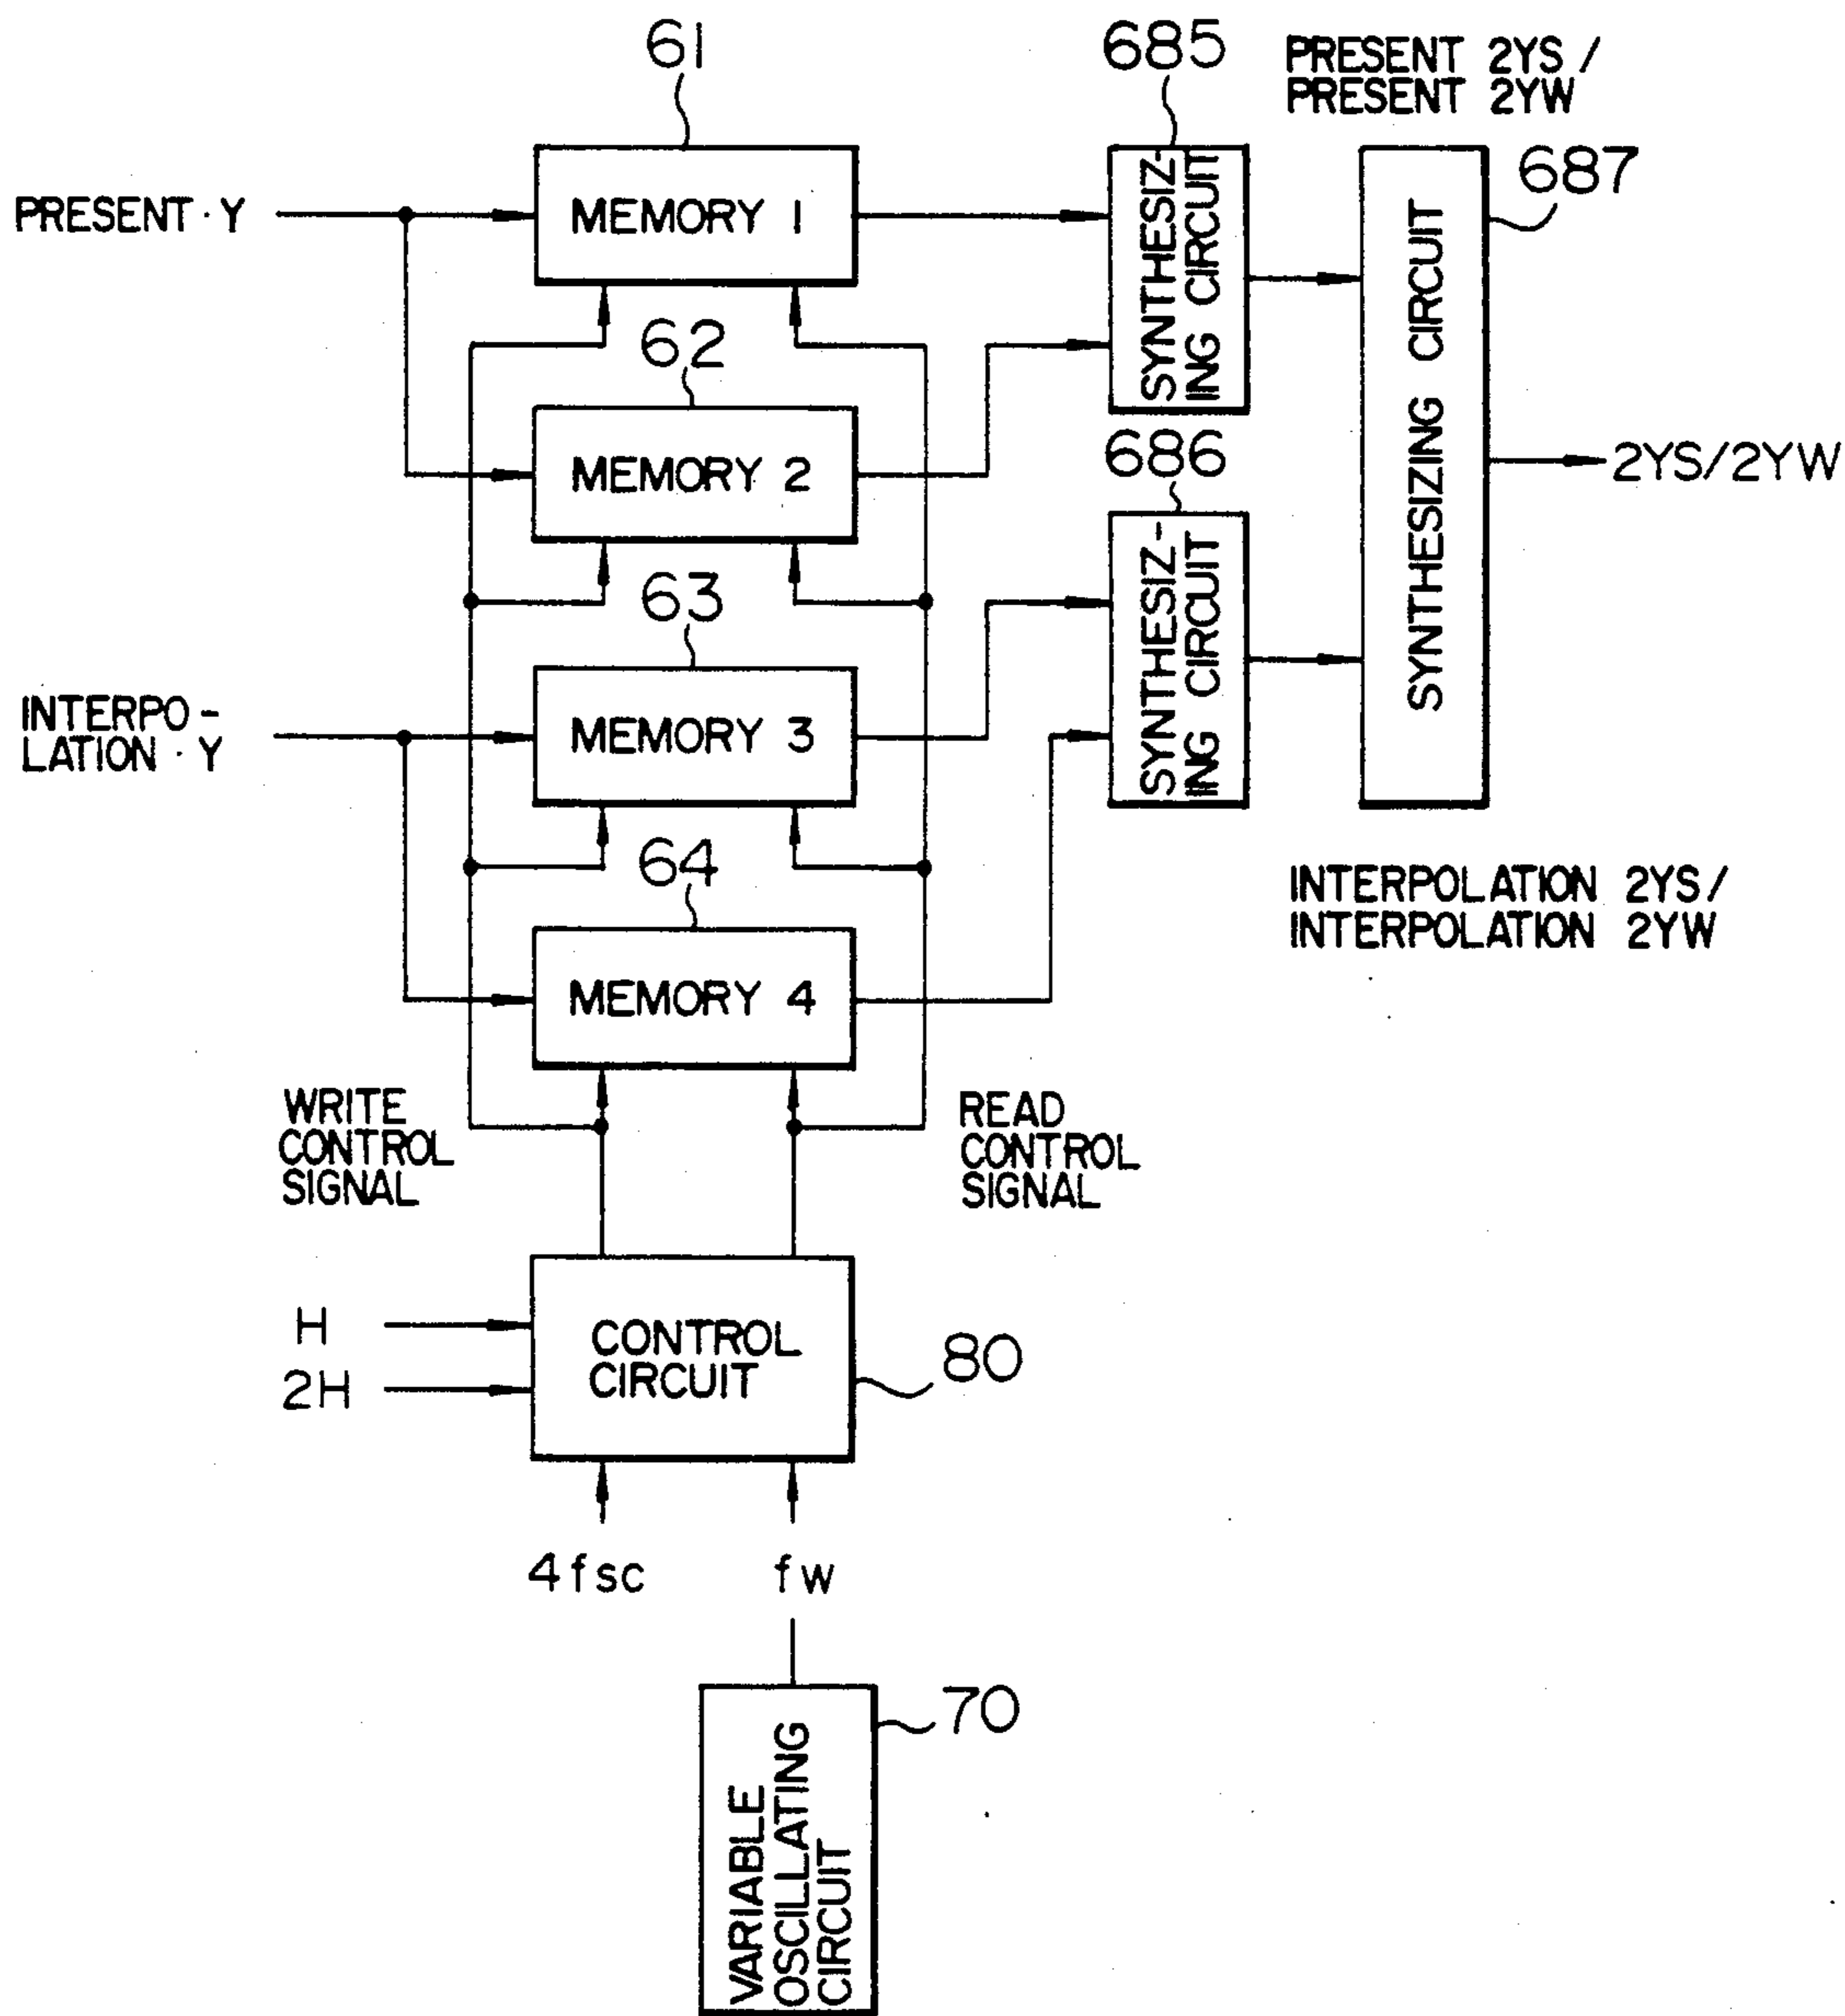 61
685
PRESENT 2YS /
PRESENT 2YW
687
PRESENT · Y
MEMORY 1
SYNTHESIZ-
ING CIRCUIT
SYNTHESIZING CIRCUIT
62
MEMORY 2
686
2YS/2YW
63
SYNTHESIZ-
ING CIRCUIT
INTERPO-
LATION · Y
MEMORY 3
64
INTERPOLATION 2YS/
INTERPOLATION 2YW
MEMORY 4
WRITE
CONTROL
SIGNAL
READ
CONTROL
SIGNAL
H
2H
CONTROL
CIRCUIT
80
4fsc
fw
70
VARIABLE
OSCILLATING
CIRCUIT